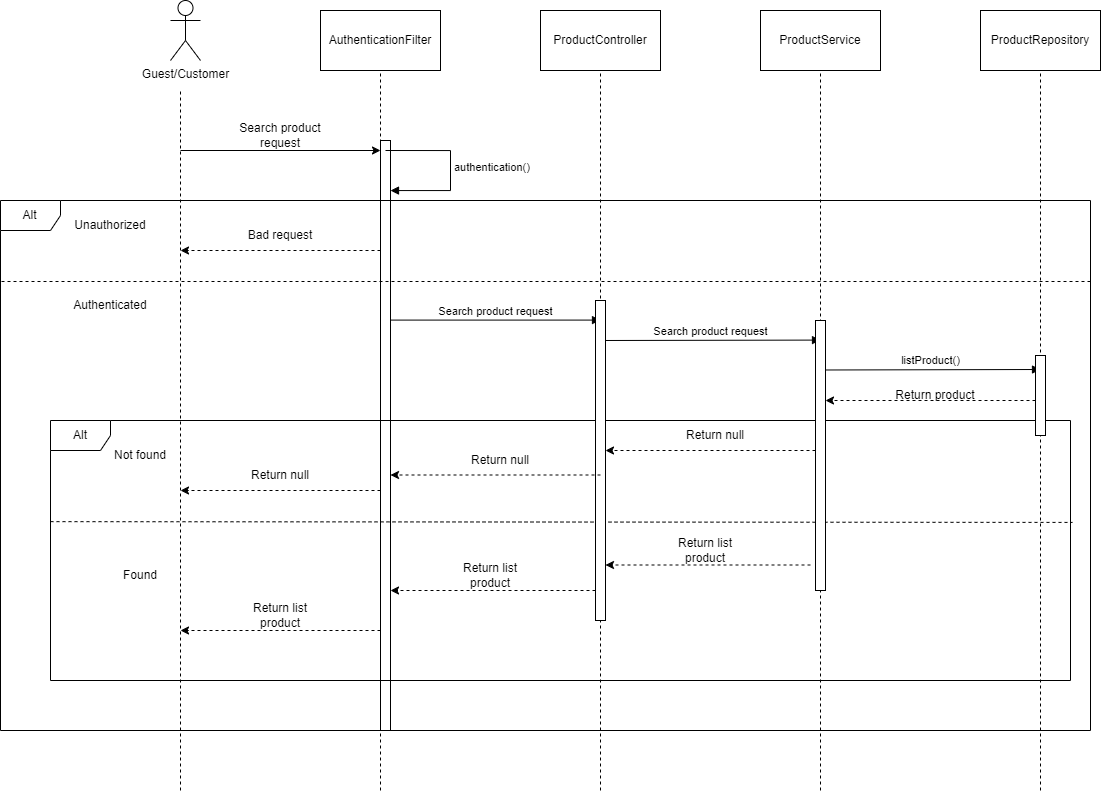 Guest/Customer
AuthenticationFilter
ProductController
ProductService
ProductRepository
Search product
request
authentication()
Alt
Unauthorized
Bad request
Authenticated
Search product request
Search product request
listProduct()
Return product
Alt
Not found
Return null
Return null
Return null
Found
Return list
product
Return list
product
Return list
product